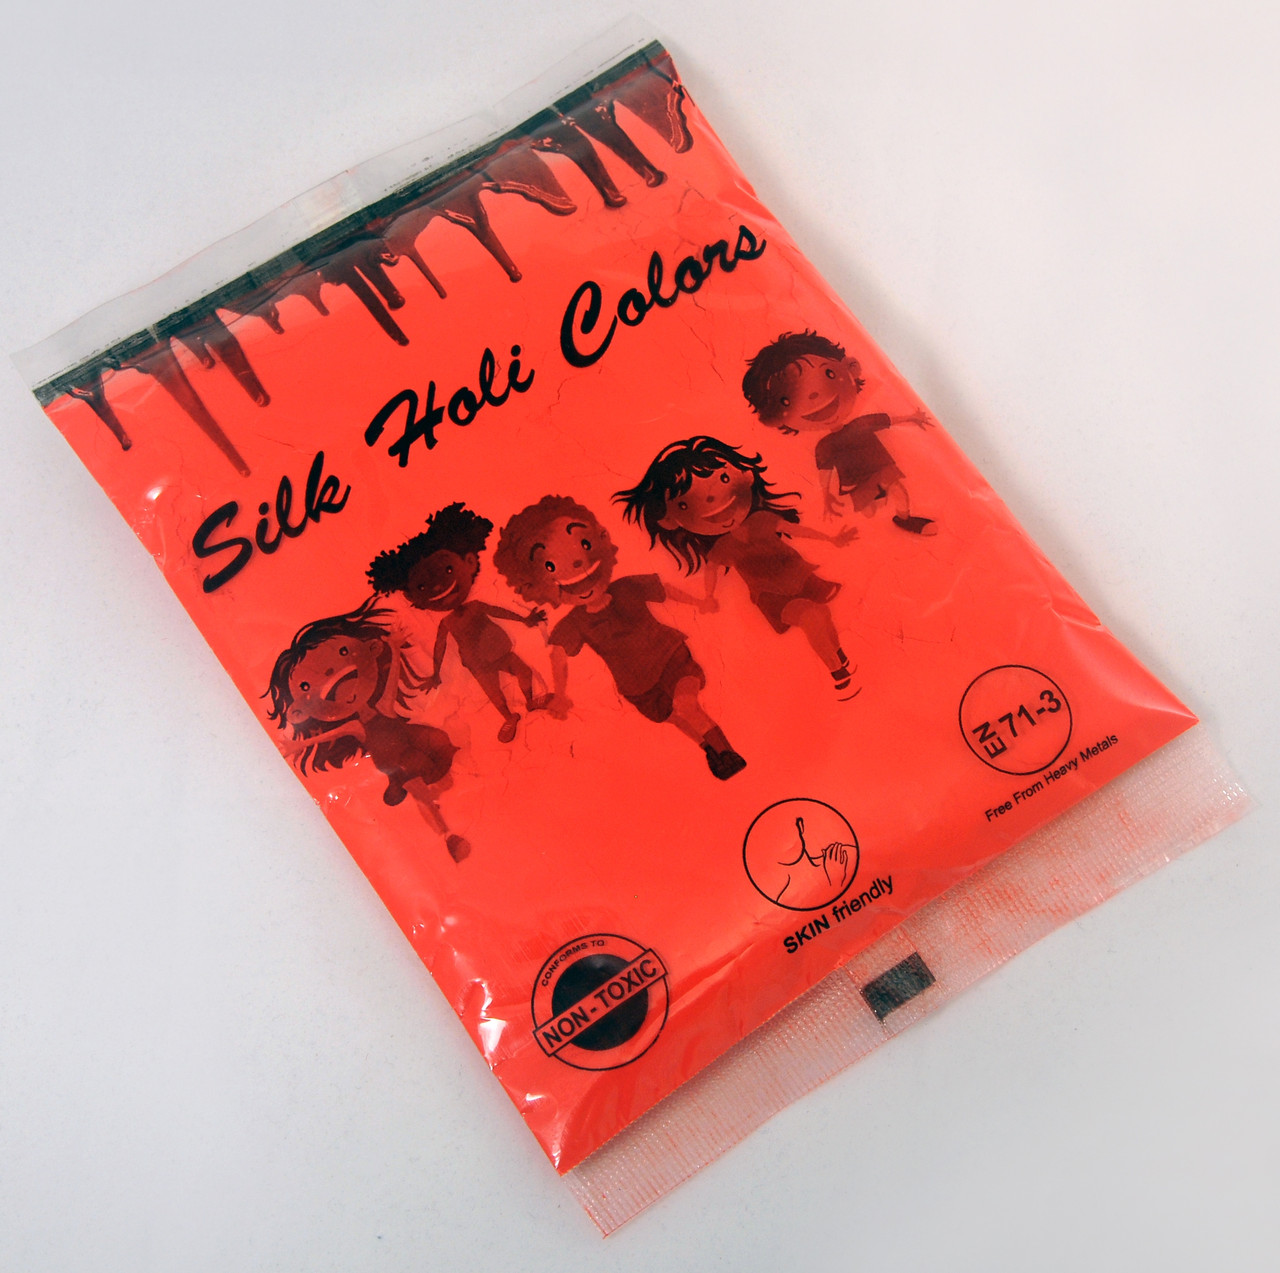 Silk Holi Colors
EN 71-3
Free From Heavy Metals
SKIN friendly
CONFORMS TO
NON-TOXIC